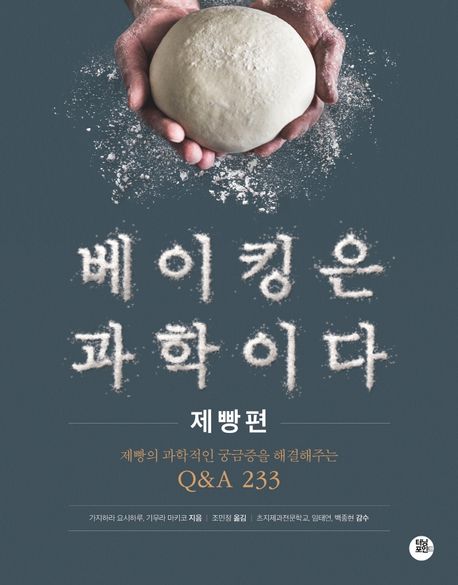 베이킹은
과학이다
제빵편
제빵의 과학적인 궁금증을 해결해주는
Q&A 233
가지하라 요시하루, 기무라 마키코 지음 | 조민정 옮김 | 츠지제과전문학교, 임태언, 백종현 감수
터닝
포인트